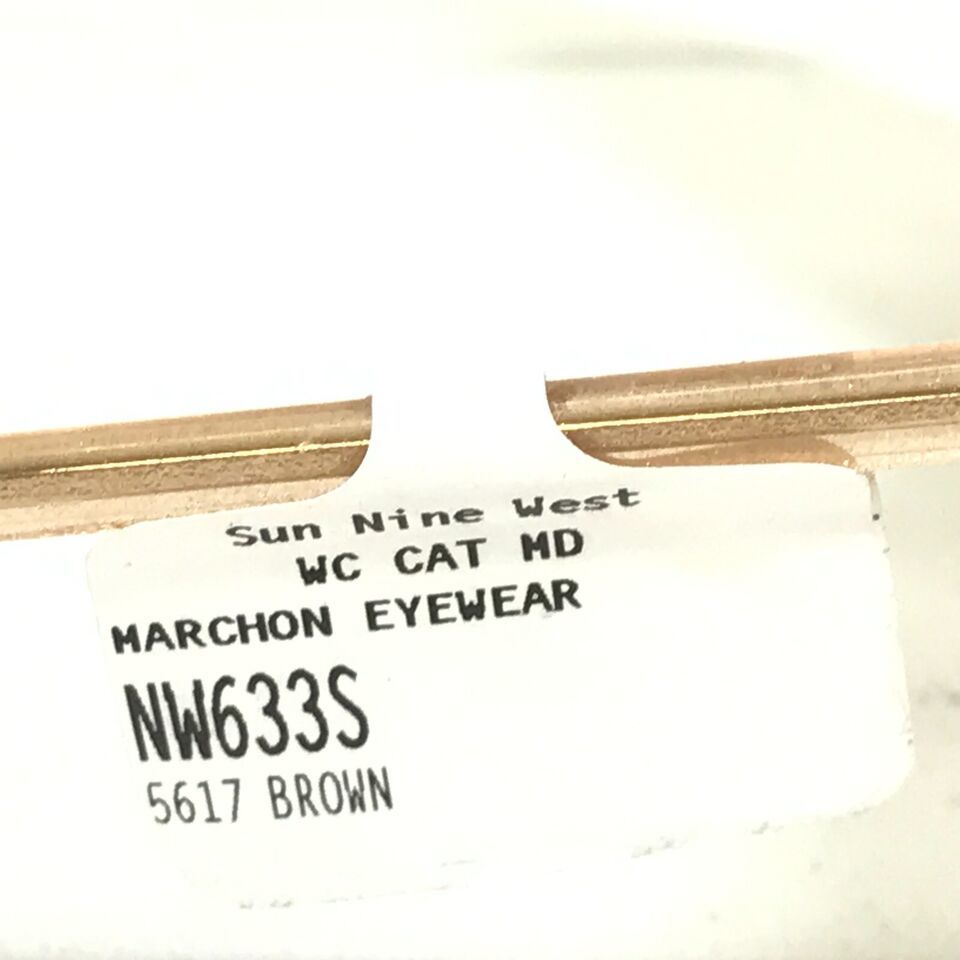 Sun Nine West
WC CAT MD
MARCHON EYEWEAR
NW633S
5617 BROWN